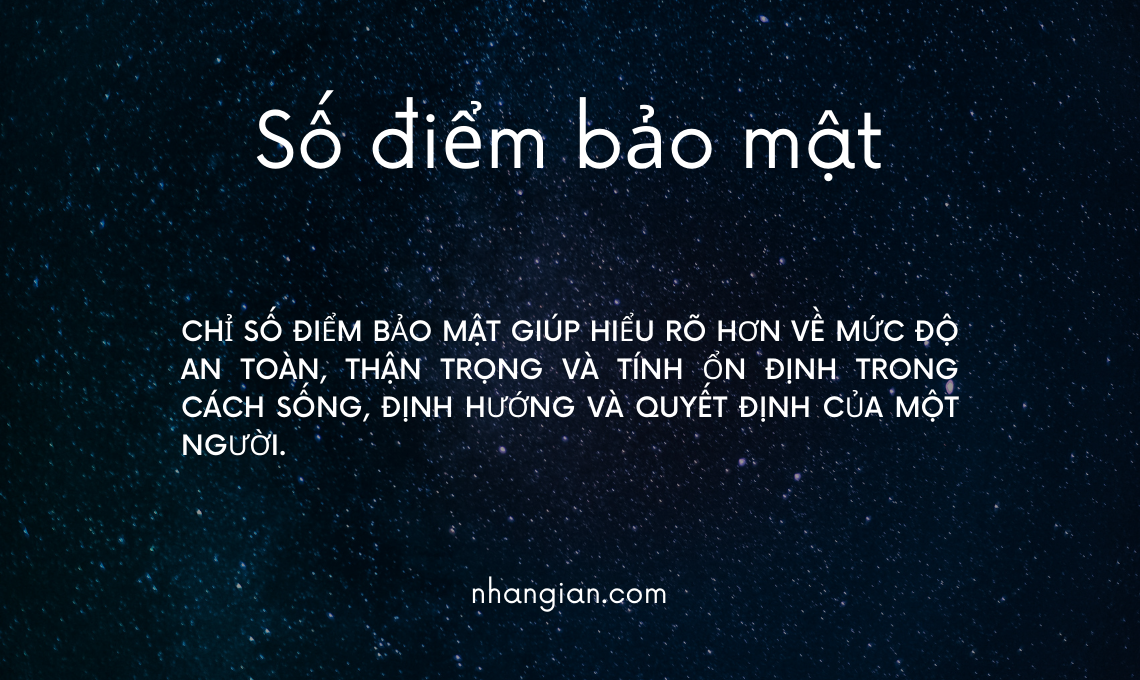 Số điểm bảo mật
CHỈ SỐ ĐIỂM BẢO MẬT GIÚP HIỂU RÕ HƠN VỀ MỨC ĐỘ
AN TOÀN, THẬN TRỌNG VÀ TÍNH ỔN ĐỊNH TRONG
CÁCH SỐNG, ĐỊNH HƯỚNG VÀ QUYẾT ĐỊNH CỦA MỘT
NGƯỜI.
nhangian.com